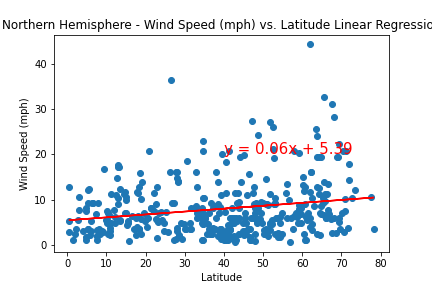 Northern Hemisphere - Wind Speed (mph) vs. Latitude Linear Regressio
40
30
20
10
0
Wind Speed (mph)
y = 0.06x + 5.39
0 10 20 30 40 50 60 70 80
Latitude